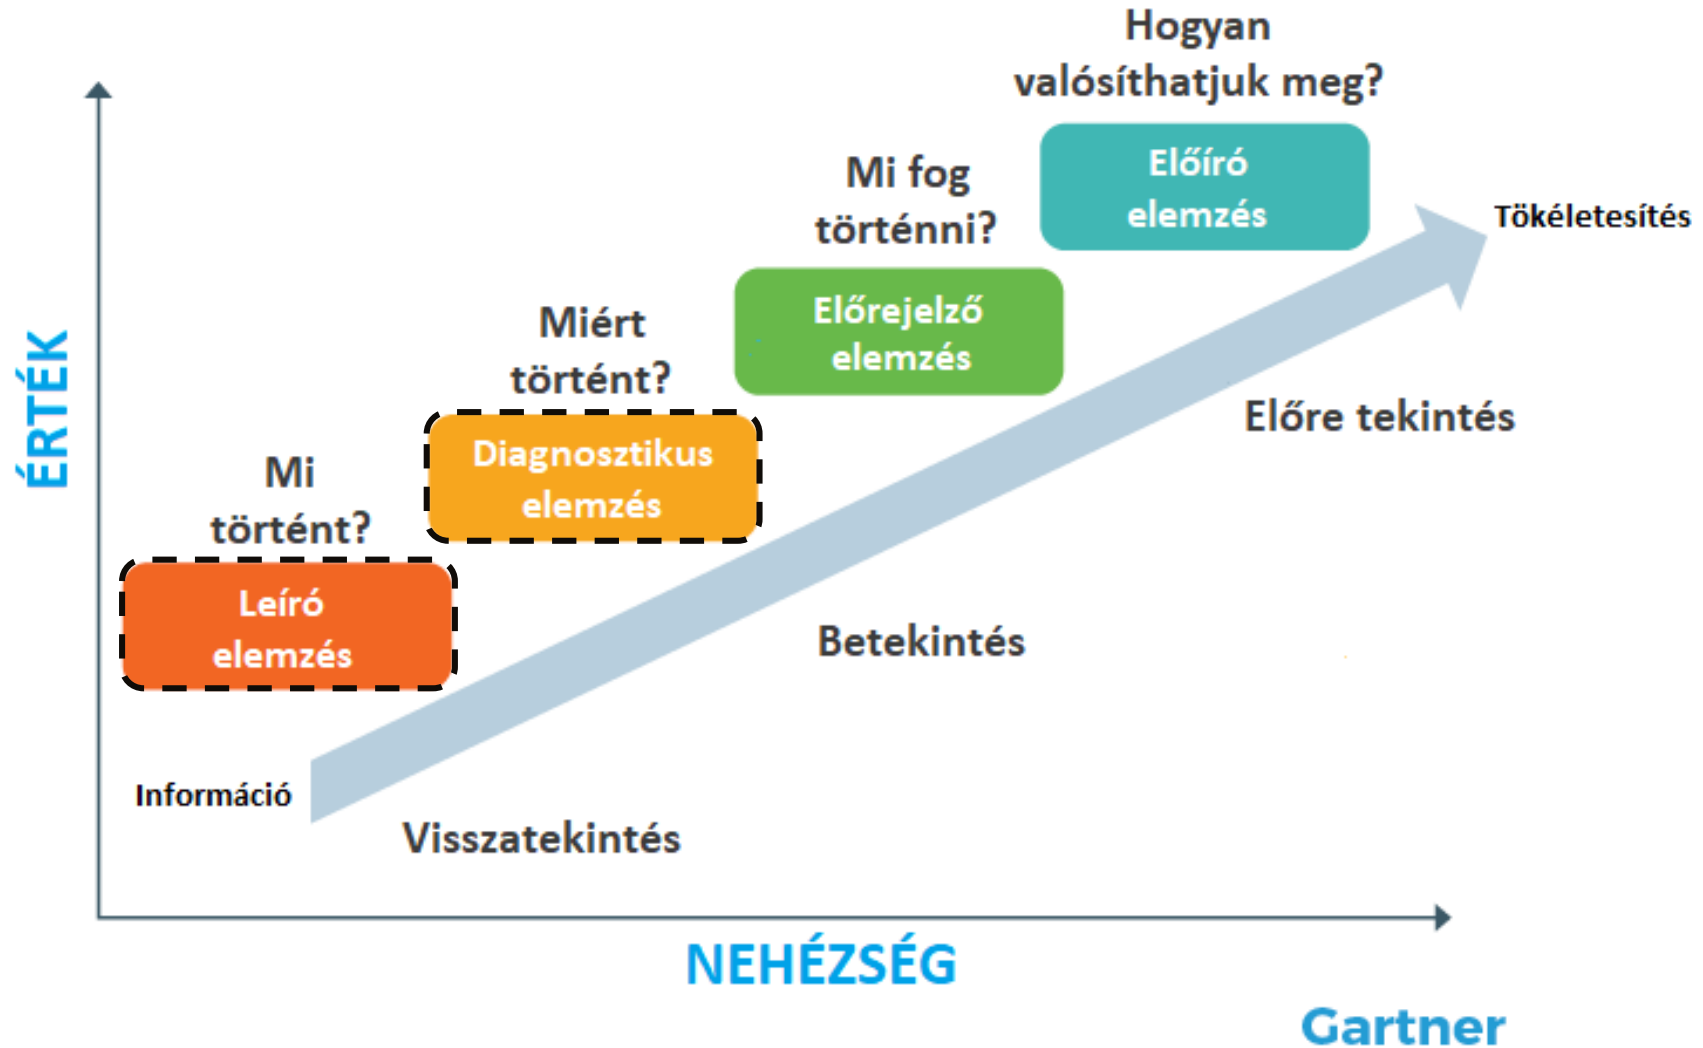 Hogyan
valósíthatjuk meg?
Előíró
elemzés
Mi fog
történni?
Tökéletesítés
Előrejelző
elemzés
Miért
történt?
Előre tekintés
ÉRTÉK
Diagnosztikus
elemzés
Mi
történt?
Leíró
elemzés
Betekintés
Információ
Visszatekintés
NEHÉZSÉG
Gartner